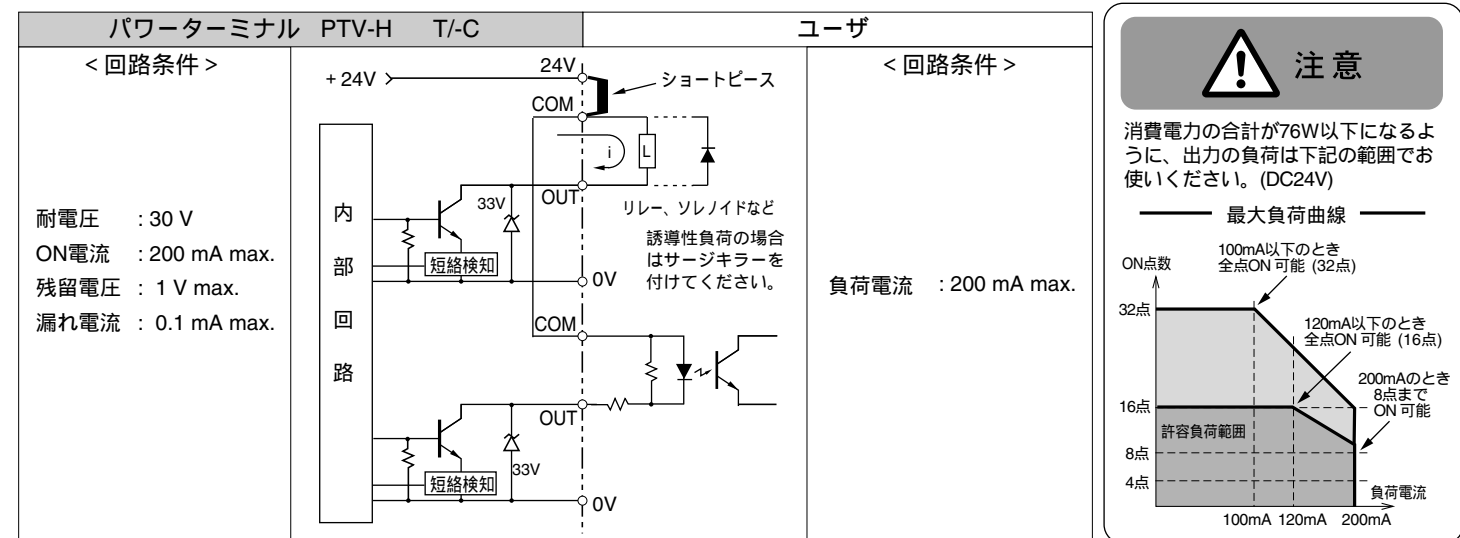 パワーターミナル PTV-H T/-C
ユーザ
<回路条件>
耐電圧 : 30 V
ON電流 : 200 mA max.
残留電圧 : 1 V max.
漏れ電流 : 0.1 mA max.
+24V
24V
ショートピース
COM
i
L
OUT
33V
リレー、ソレノイドなど
誘導性負荷の場合
はサージキラーを
付けてください。
内部回路
短絡検知
0V
COM
OUT
33V
短絡検知
0V
<回路条件>
負荷電流 : 200 mA max.
注意
消費電力の合計が76W以下になるよ
うに、出力の負荷は下記の範囲でお
使いください。(DC24V)
最大負荷曲線
100mA以下のとき
全点ON 可能 (32点)
ON点数
32点
120mA以下のとき
全点ON 可能 (16点)
200mAのとき
8点まで
ON 可能
16点
許容負荷範囲
8点
4点
負荷電流
100mA 120mA 200mA